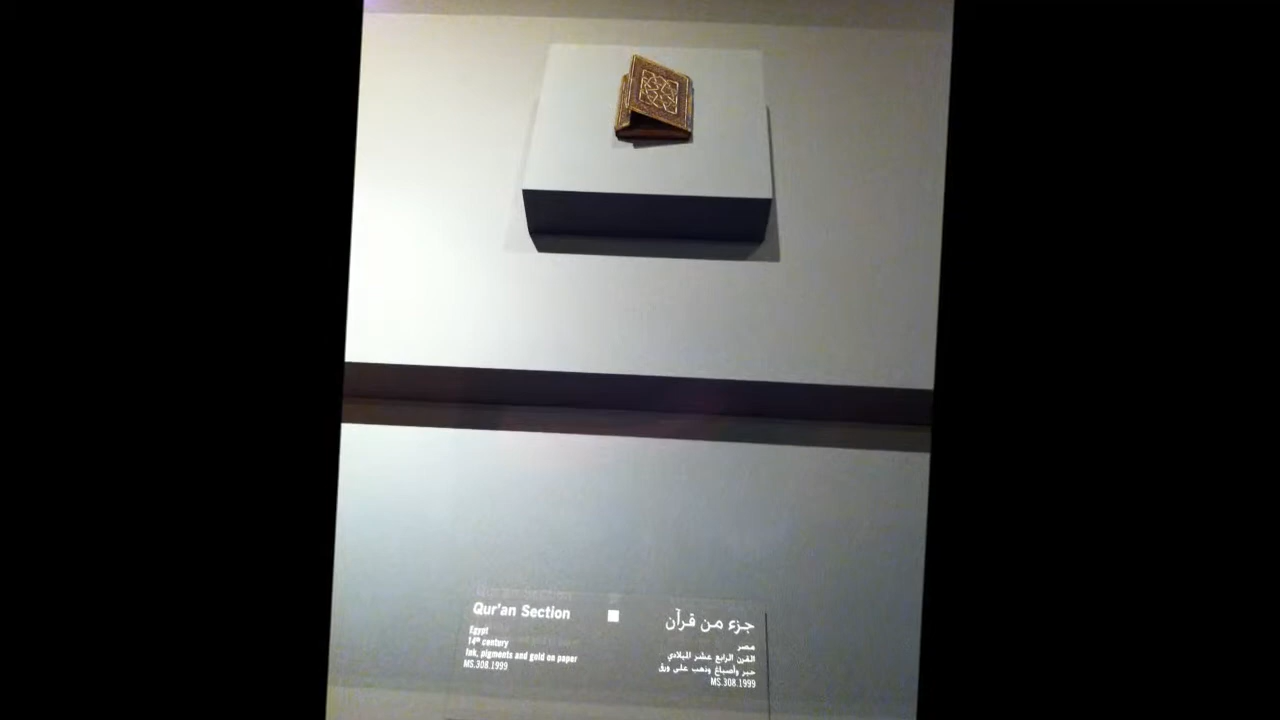 Qur'an Section
Egypt
14th century
Ink, pigments and gold on paper
MS.308.1999
جزء من قرآن
مصر
القرن الرابع عشر الميلادي
حبر وأصباغ وذهب على ورق
MS.308.1999